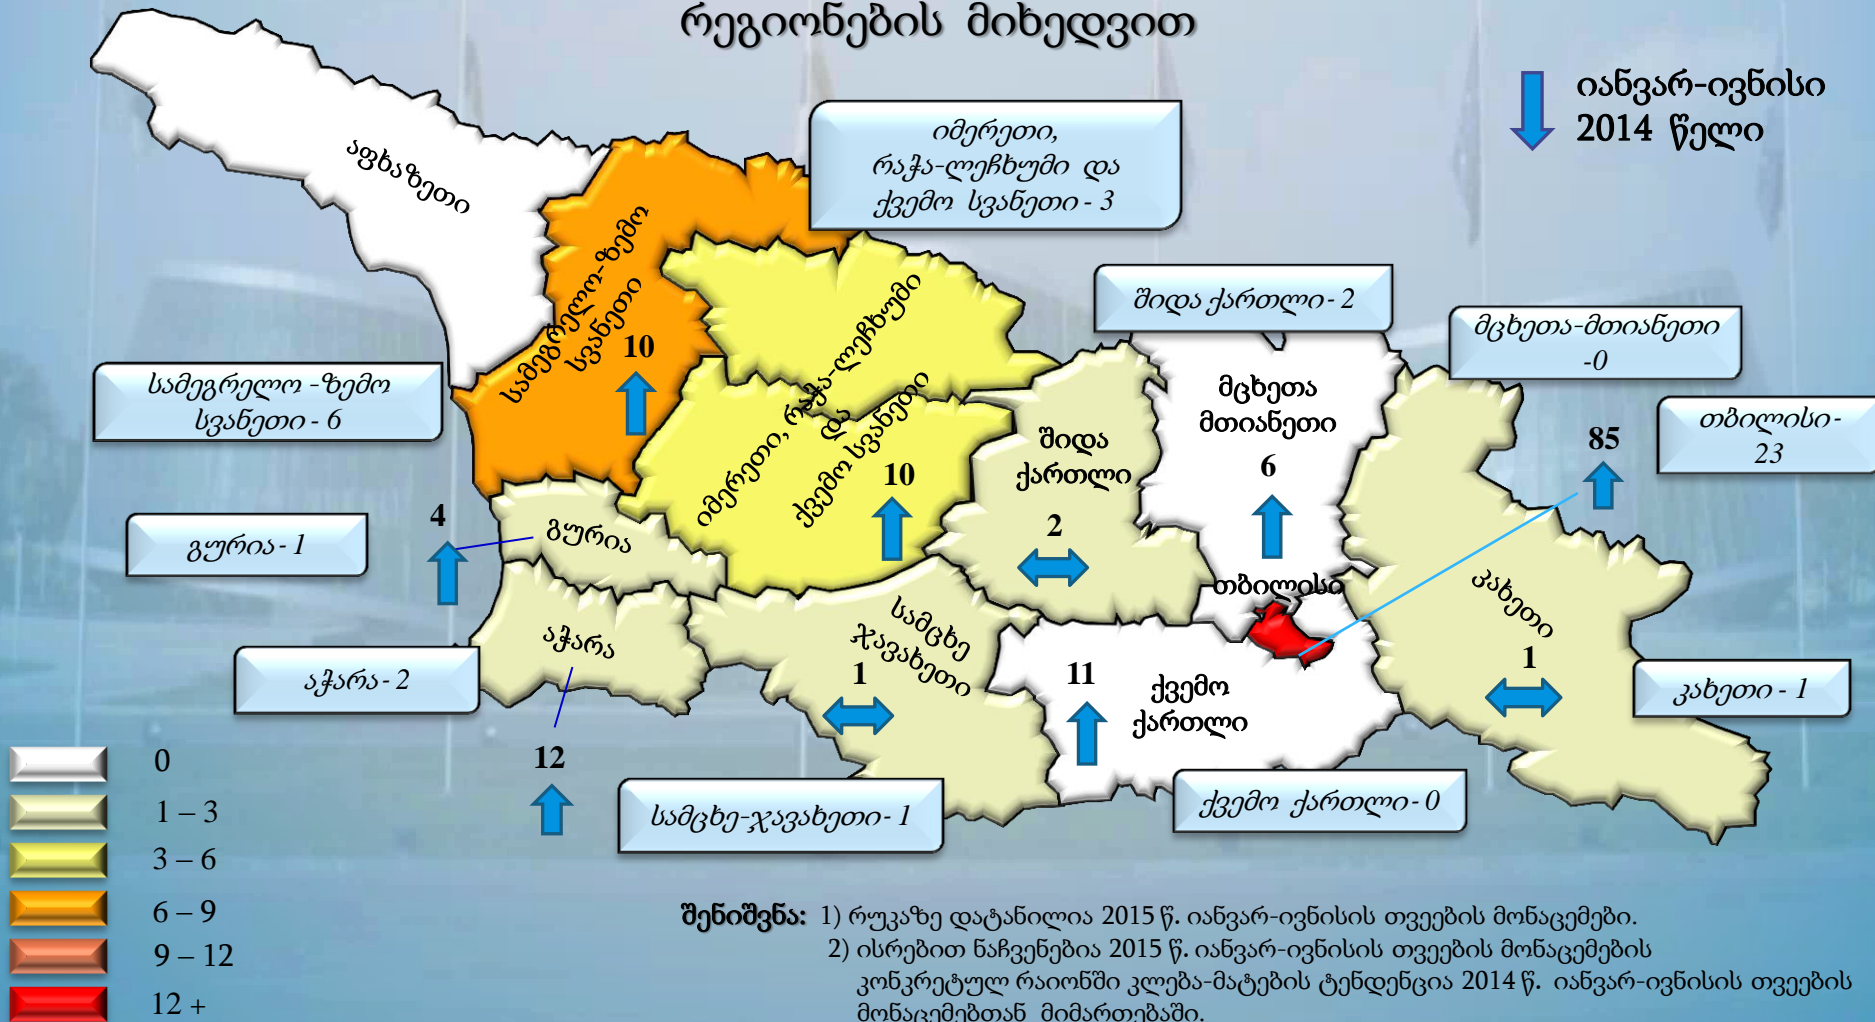 რეგიონების მიხედვით
იანვარ-ივნისი
2014 წელი
იმერეთი,
რაჭა-ლეჩხუმი და
ქვემო სვანეთი - 3
აფხაზეთი
შიდა ქართლი - 2
მცხეთა-მთიანეთი
-0
სამეგრელო-ზემო
სვანეთი
10
სამეგრელო -ზემო
სვანეთი - 6
იმერეთი, რაჭა-ლეჩხუმი
და
ქვემო სვანეთი
10
შიდა
ქართლი
2
მცხეთა
მთიანეთი
6
85
თბილისი -
23
4
გურია
გურია - 1
თბილისი
კახეთი
1
აჭარა
აჭარა - 2
სამცხე
ჯავახეთი
1
11
ქვემო
ქართლი
კახეთი - 1
12
სამცხე-ჯავახეთი - 1
ქვემო ქართლი - 0
0
1 – 3
3 – 6
6 – 9
9 – 12
12 +
შენიშვნა: 1) რუკაზე დატანილია 2015 წ. იანვარ-ივნისის თვეების მონაცემები.
2) ისრებით ნაჩვენებია 2015 წ. იანვარ-ივნისის თვეების მონაცემების
კონკრეტულ რაიონში კლება-მატების ტენდენცია 2014 წ. იანვარ-ივნისის თვეების
მონაცემებთან მიმართებაში.